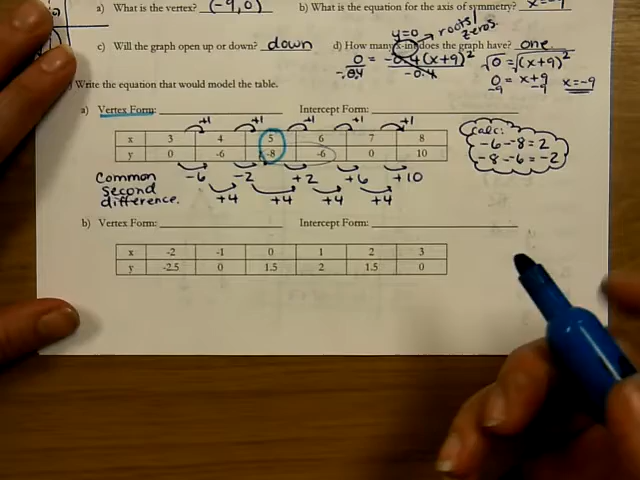 a) What is the vertex? (-9,0) b) What is the equation for the axis of symmetry? x=-9
y=0 roots/
zeros.
c) Will the graph open up or down? down d) How many x-int does the graph have? one
0 = -0.4(x+9)² √0 = √(x+9)²
-0.4 -0.4 0 = x+9 x=-9
-9 -9
Write the equation that would model the table.
a) Vertex Form: Intercept Form:
+1 +1 +1 +1 +1
x 3 4 5 6 7 8
y 0 -6 -8 -6 0 10
calc:
-6--8=2
-8--6=-2
Common second difference.
-6 -2 +2 +6 +10
+4 +4 +4 +4
b) Vertex Form: Intercept Form:
x -2 -1 0 1 2 3
y -2.5 0 1.5 2 1.5 0